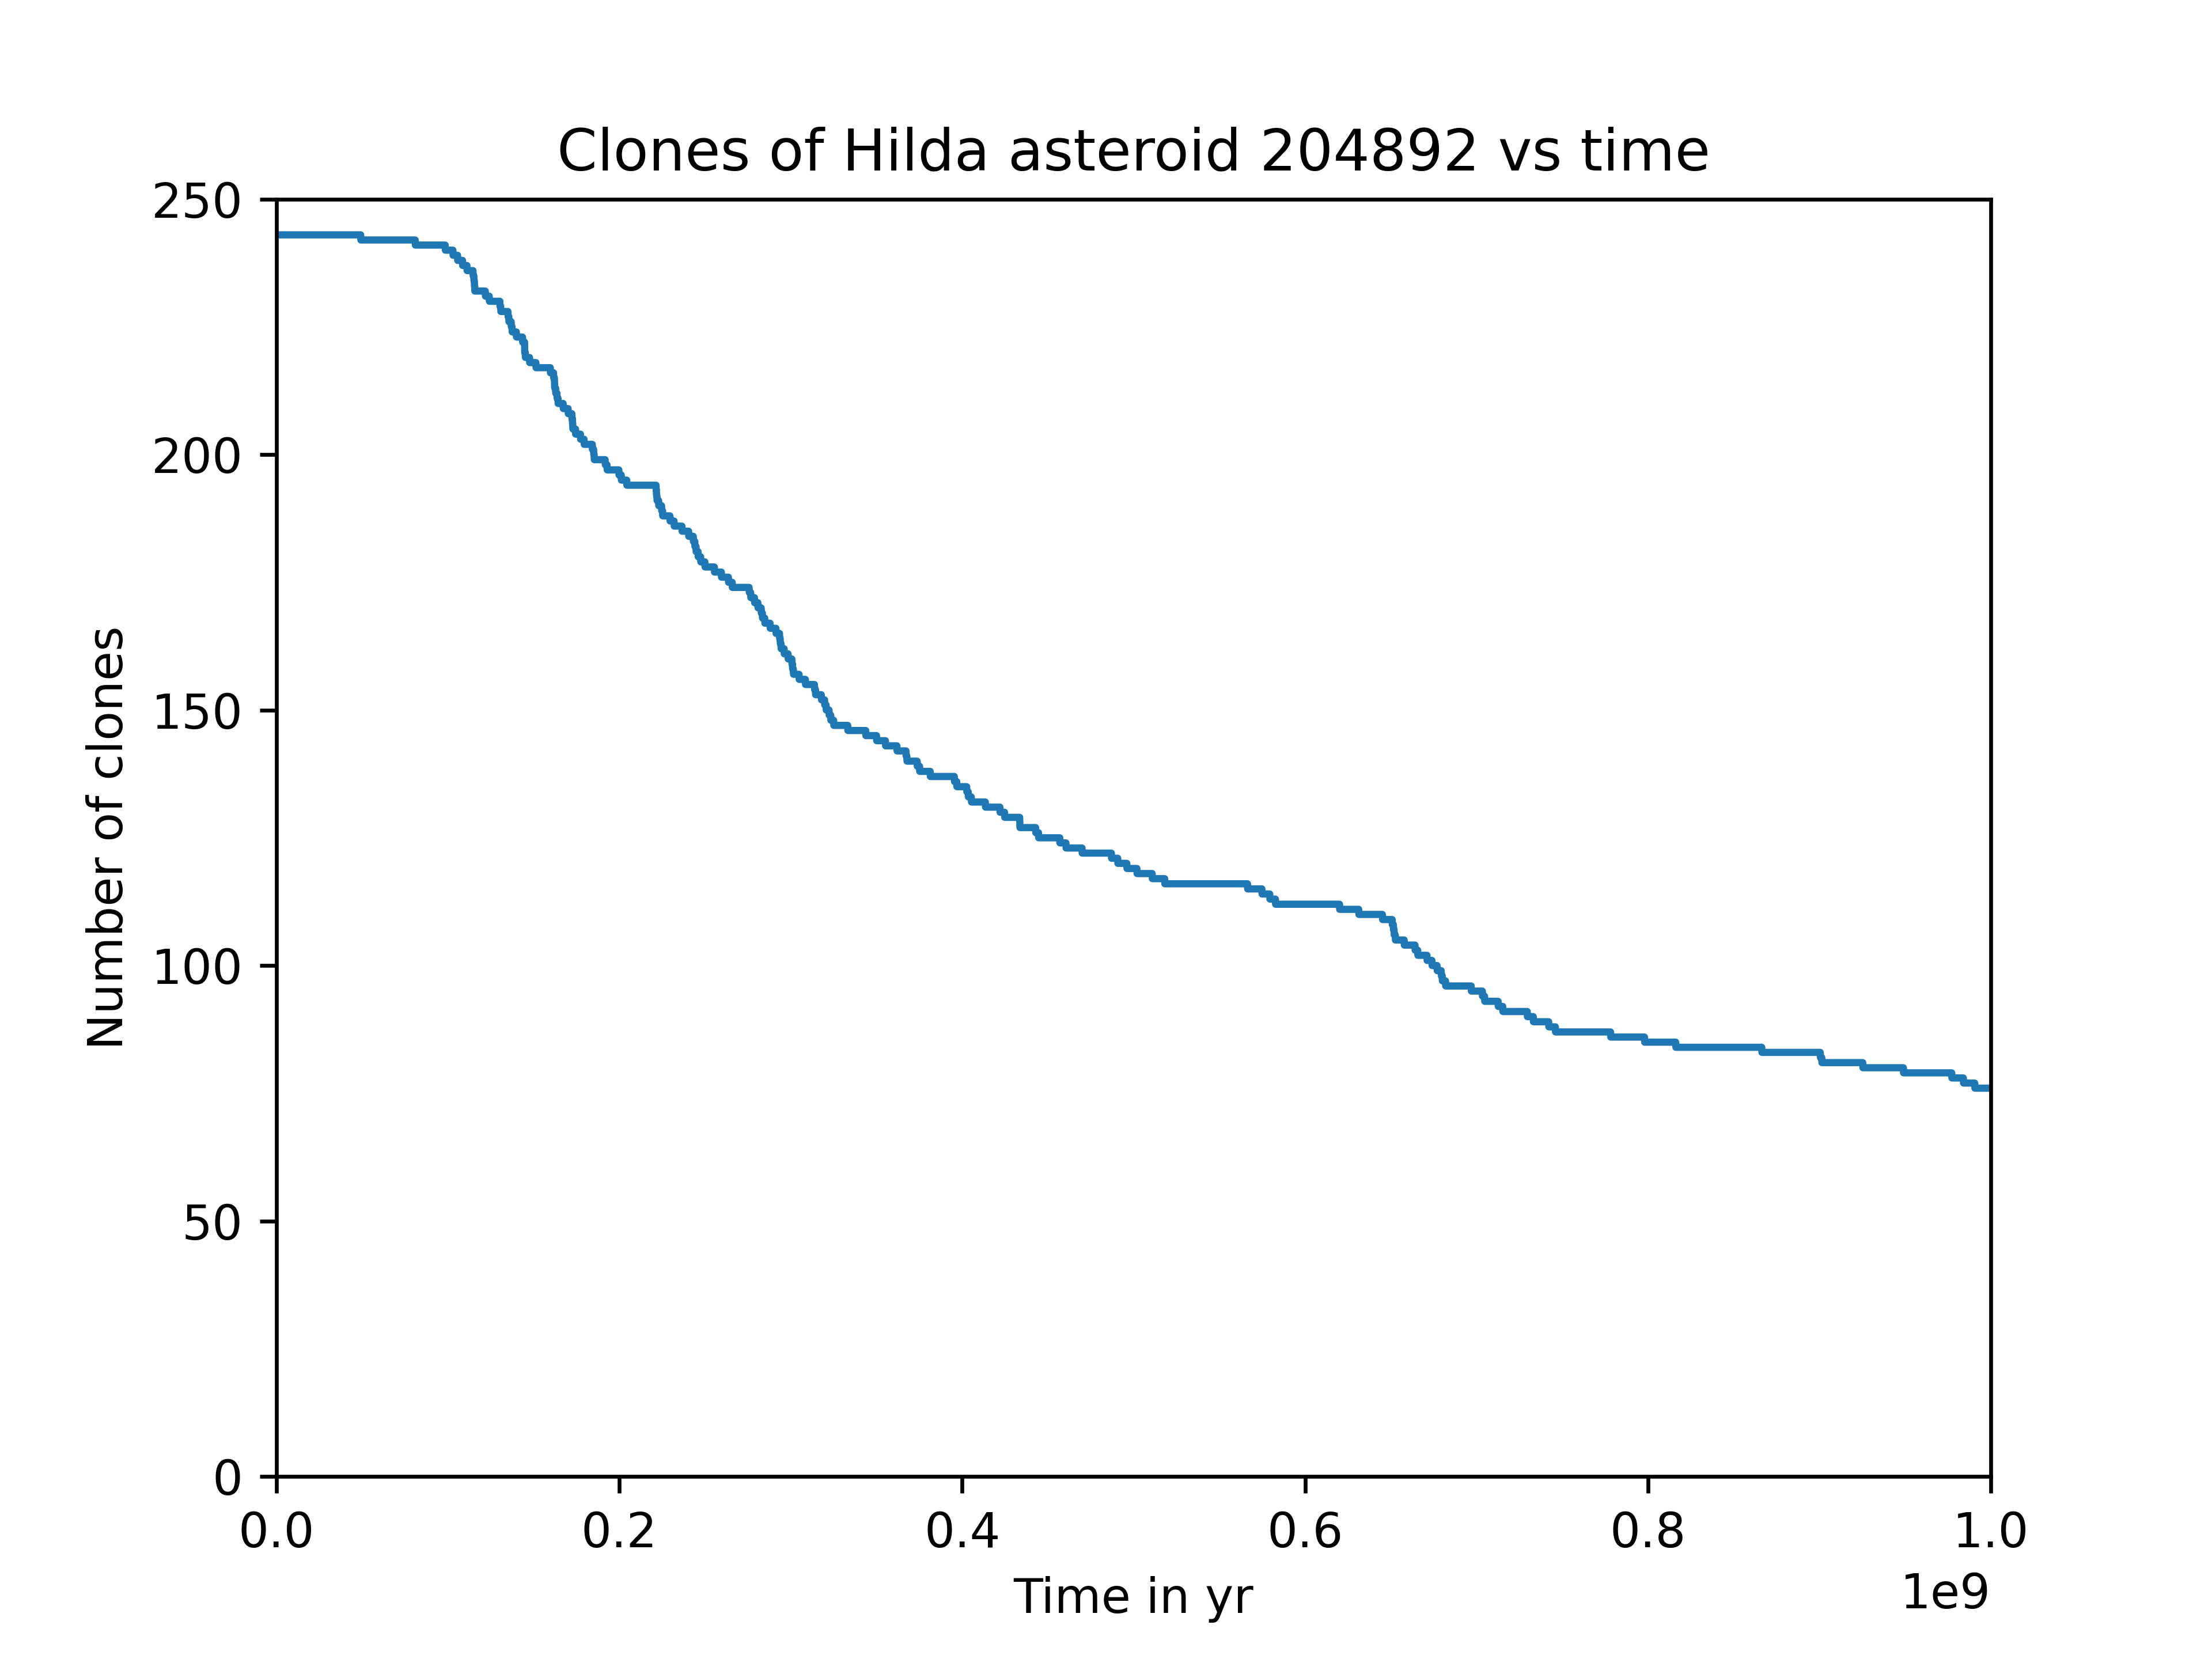 Clones of Hilda asteroid 204892 vs time
250
200
150
100
50
0
Number of clones
0.0 0.2 0.4 0.6 0.8 1.0
1e9
Time in yr